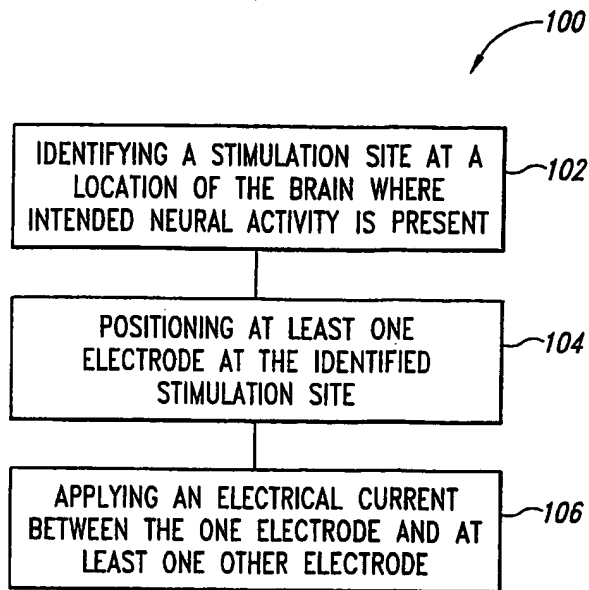 100
IDENTIFYING A STIMULATION SITE AT A
LOCATION OF THE BRAIN WHERE
INTENDED NEURAL ACTIVITY IS PRESENT
102
POSITIONING AT LEAST ONE
ELECTRODE AT THE IDENTIFIED
STIMULATION SITE
104
APPLYING AN ELECTRICAL CURRENT
BETWEEN THE ONE ELECTRODE AND AT
LEAST ONE OTHER ELECTRODE
106